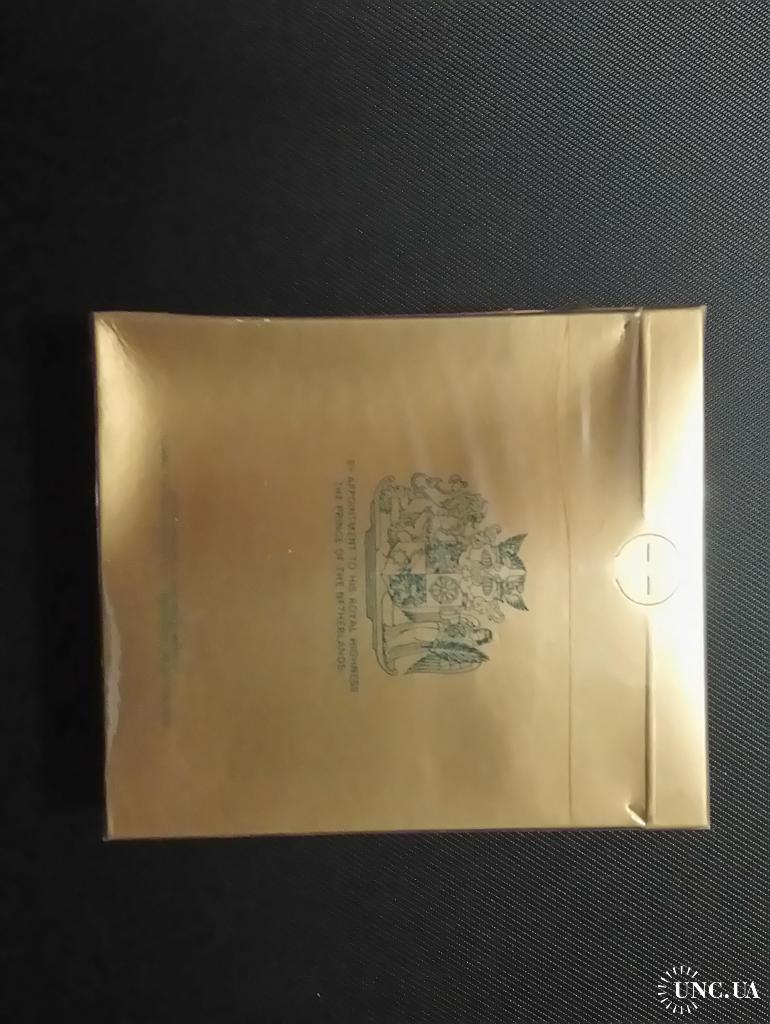 BY APPOINTMENT TO HIS ROYAL HIGHNESS
THE PRINCE OF THE NETHERLANDS
UNC.UA